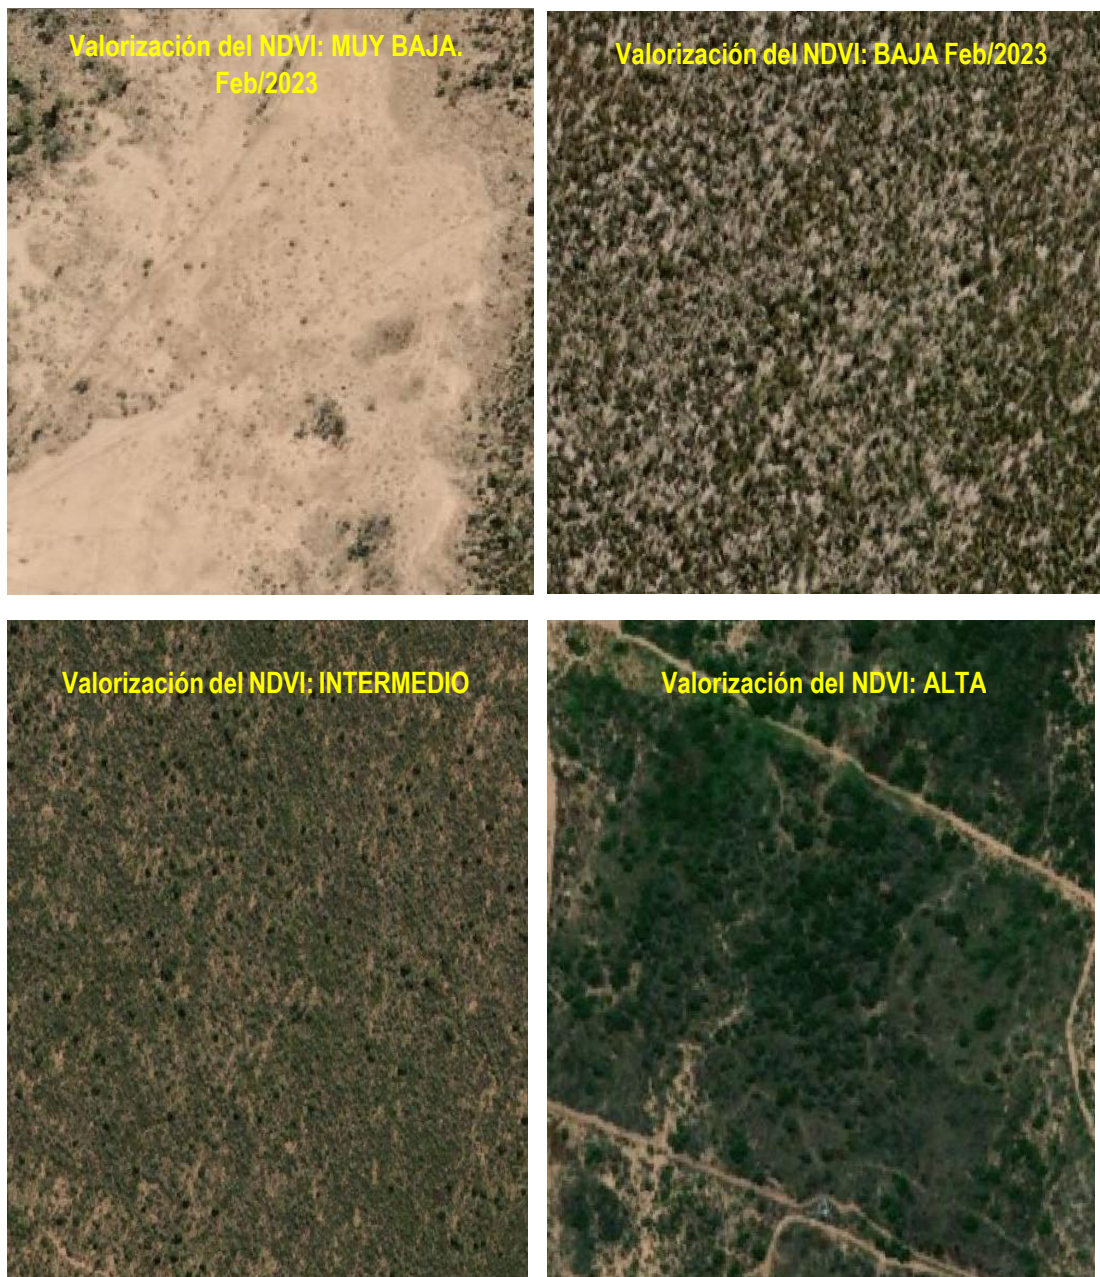 Valorización del NDVI: MUY BAJA.
Feb/2023
Valorización del NDVI: BAJA Feb/2023
Valorización del NDVI: INTERMEDIO
Valorización del NDVI: ALTA